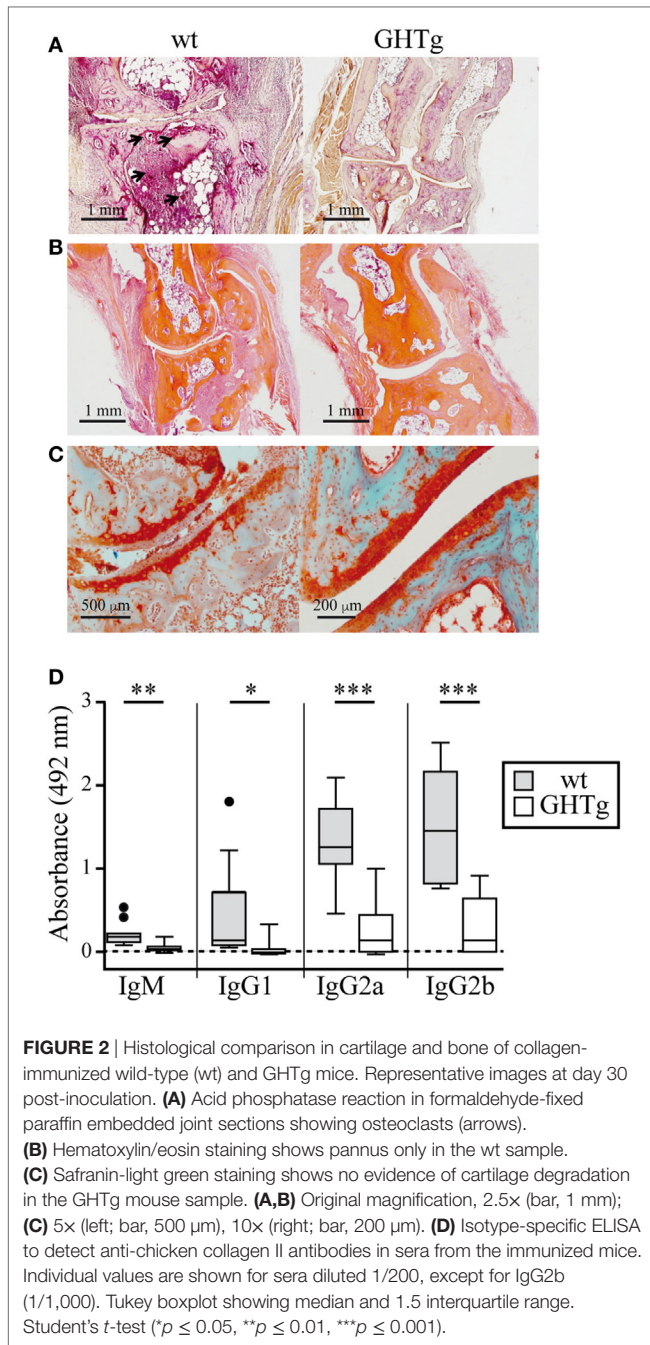 A
wt
GHTg
1 mm
1 mm
B
1 mm
1 mm
C
500 µm
200 µm
D
** * *** ***
3
2
1
0
Absorbance (492 nm)
IgM IgG1 IgG2a IgG2b
wt
GHTg
FIGURE 2 | Histological comparison in cartilage and bone of collagen-
immunized wild-type (wt) and GHTg mice. Representative images at day 30
post-inoculation. (A) Acid phosphatase reaction in formaldehyde-fixed
paraffin embedded joint sections showing osteoclasts (arrows).
(B) Hematoxylin/eosin staining shows pannus only in the wt sample.
(C) Safranin-light green staining shows no evidence of cartilage degradation
in the GHTg mouse sample. (A,B) Original magnification, 2.5× (bar, 1 mm);
(C) 5× (left; bar, 500 µm), 10× (right; bar, 200 µm). (D) Isotype-specific ELISA
to detect anti-chicken collagen II antibodies in sera from the immunized mice.
Individual values are shown for sera diluted 1/200, except for IgG2b
(1/1,000). Tukey boxplot showing median and 1.5 interquartile range.
Student's t-test (*p ≤ 0.05, **p ≤ 0.01, ***p ≤ 0.001).